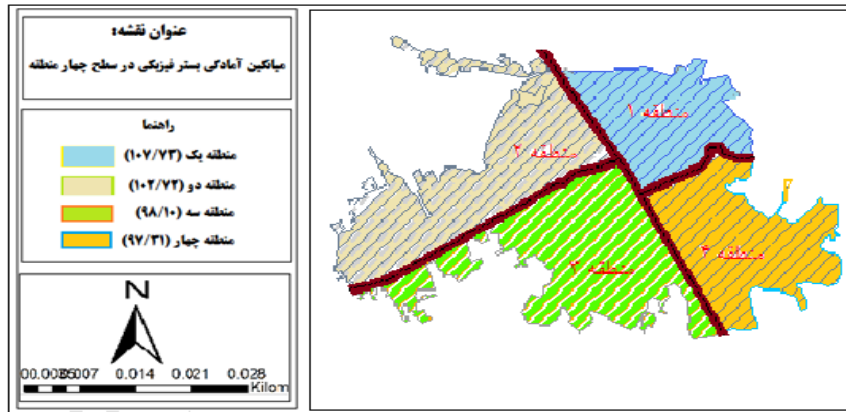 عنوان نقشه:
میانگین آمادگی بستر فیزیکی در سطح چهار منطقه
راهنما
منطقه یک (۱۰۷/۷۳)
منطقه دو (۱۰۲/۷۲)
منطقه سه (۹۸/۱۰)
منطقه چهار (۹۷/۳۱)
N
0.014 0.021 0.028
Kilom
منطقه ۱
منطقه ۲
منطقه ۳
منطقه ۴